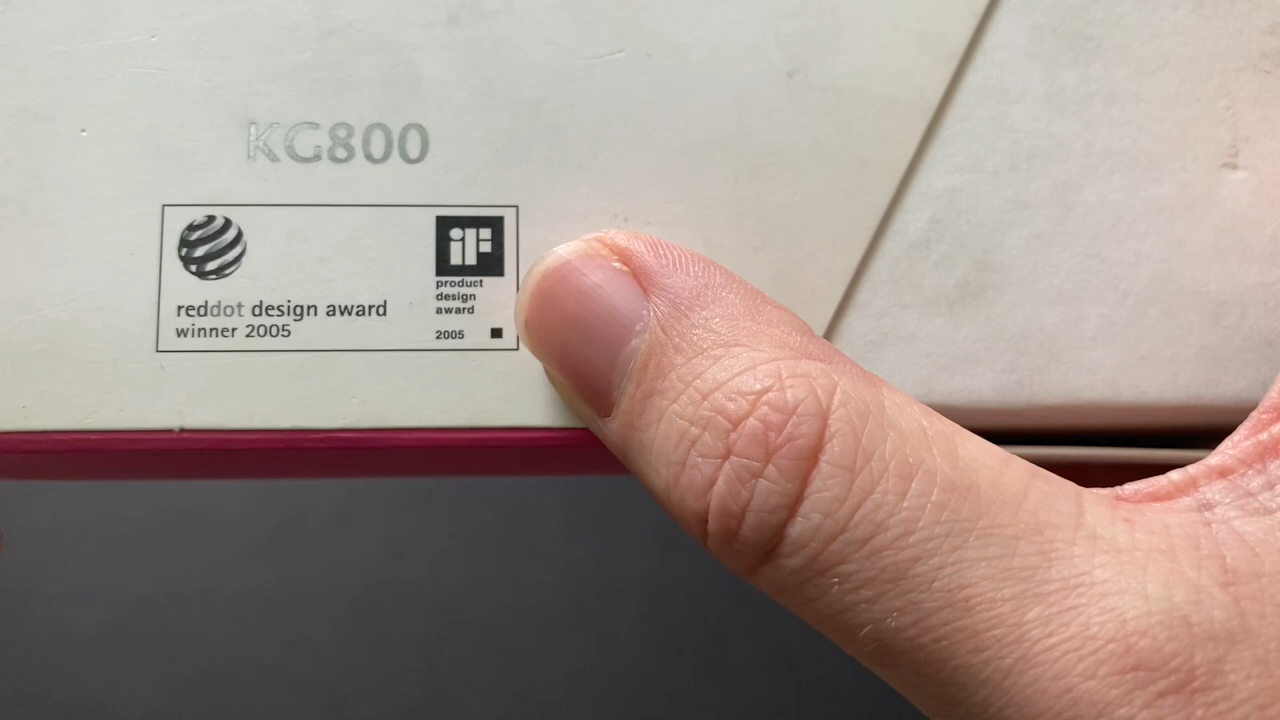 KG800
iF
reddot design award
winner 2005
product
design
award
2005